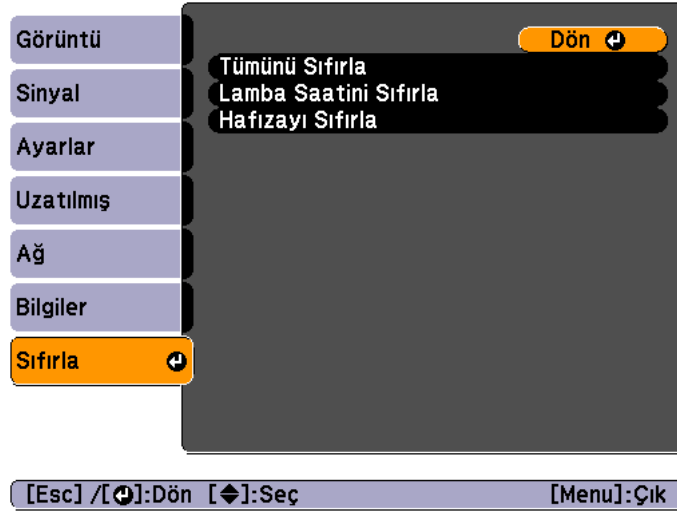 Görüntü
Sinyal
Ayarlar
Uzatılmış
Ağ
Bilgiler
Sıfırla
Dön
Tümünü Sıfırla
Lamba Saatini Sıfırla
Hafızayı Sıfırla
[Esc] /[]:Dön []:Seç [Menu]:Çık